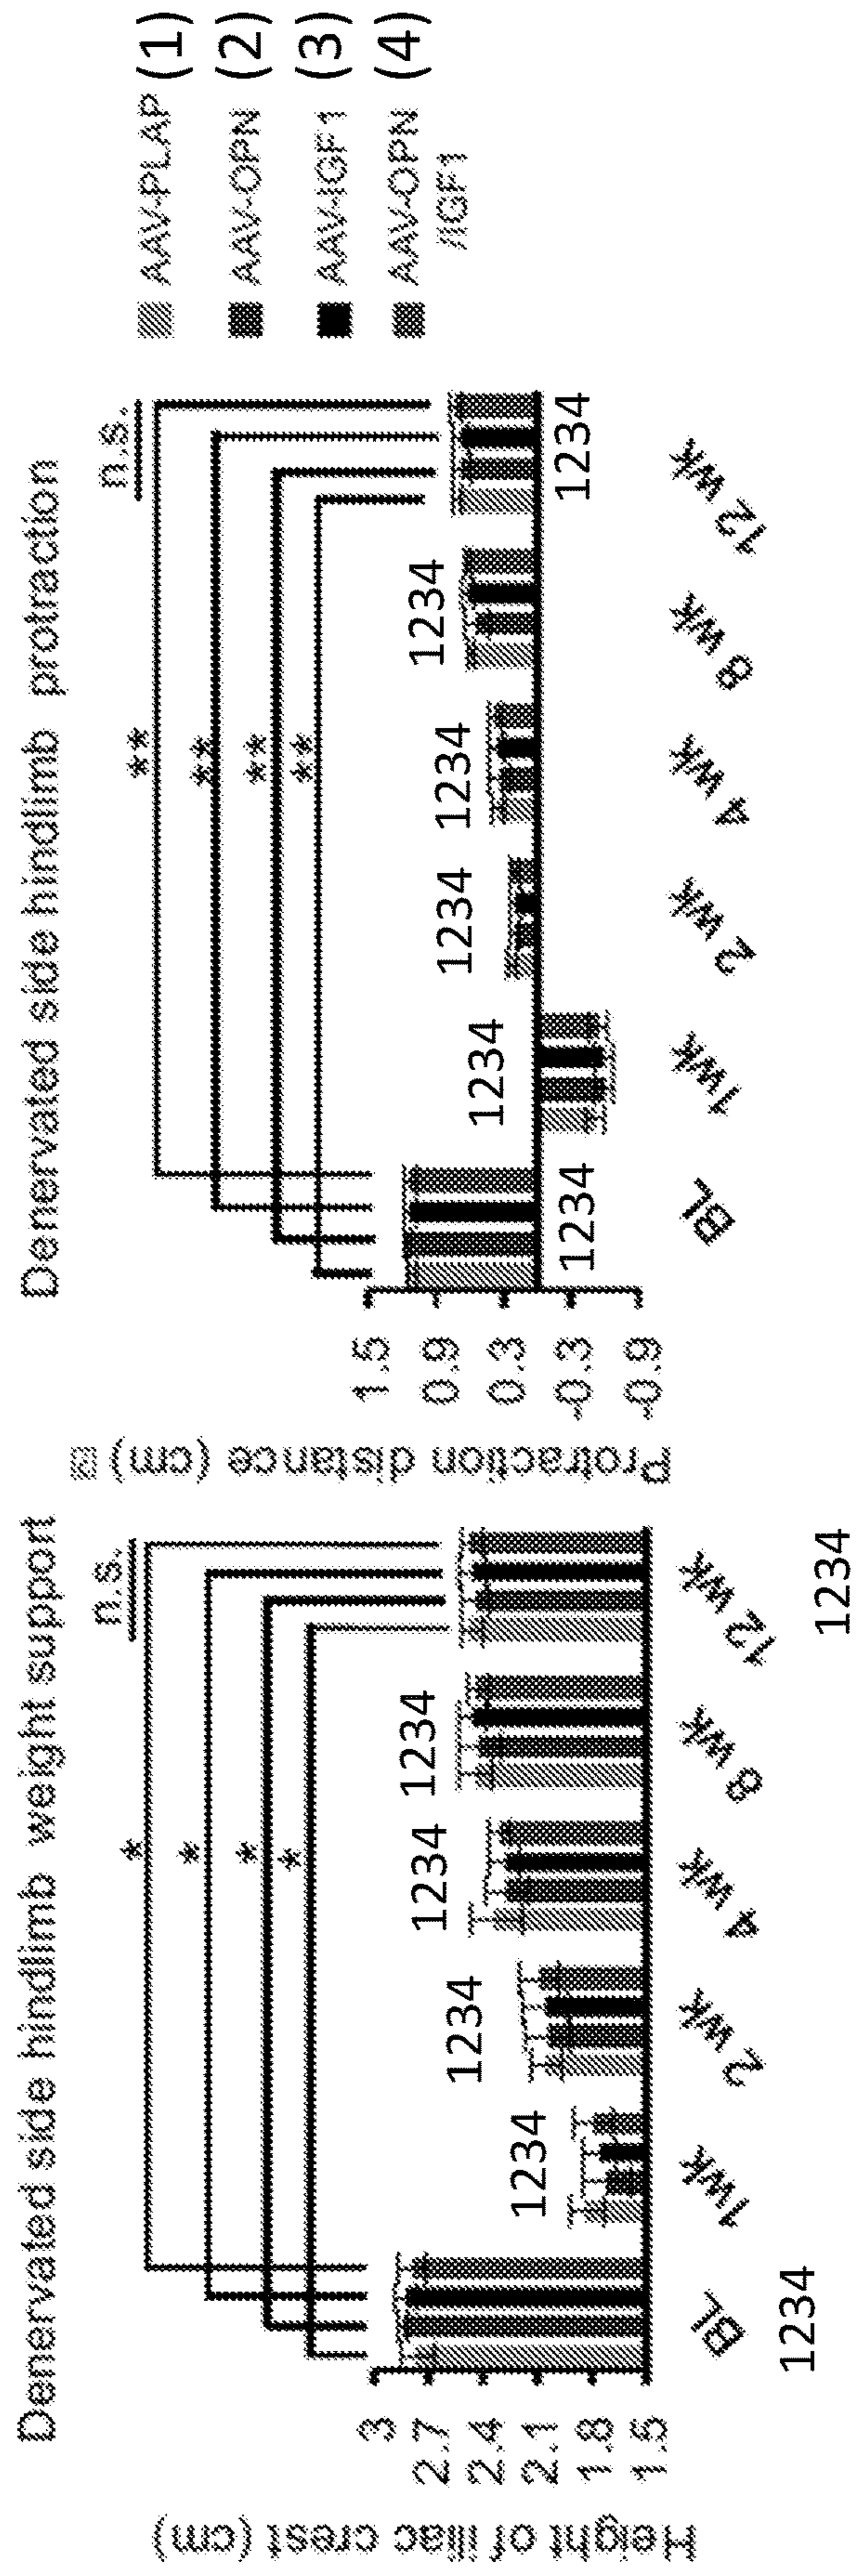 Denervated side hindlimb weight support
Height of iliac crest (cm)
3
2.7
2.4
2.1
1.8
1.5
*
*
*
*
n.s.
1234
1234
1234
1234
BL
1wk
2 wk
4 wk
8 wk
12 wk
1234
1234
Denervated side hindlimb protraction
Protraction distance (cm)
1.5
0.9
0.3
-0.3
-0.9
**
**
**
**
n.s.
1234
1234
1234
1234
1234
1234
BL
1wk
2 wk
4 wk
8 wk
12 wk
AAV-PLAP (1)
AAV-OPN (2)
AAV-IGF1 (3)
AAV-OPN (4)
/IGF1